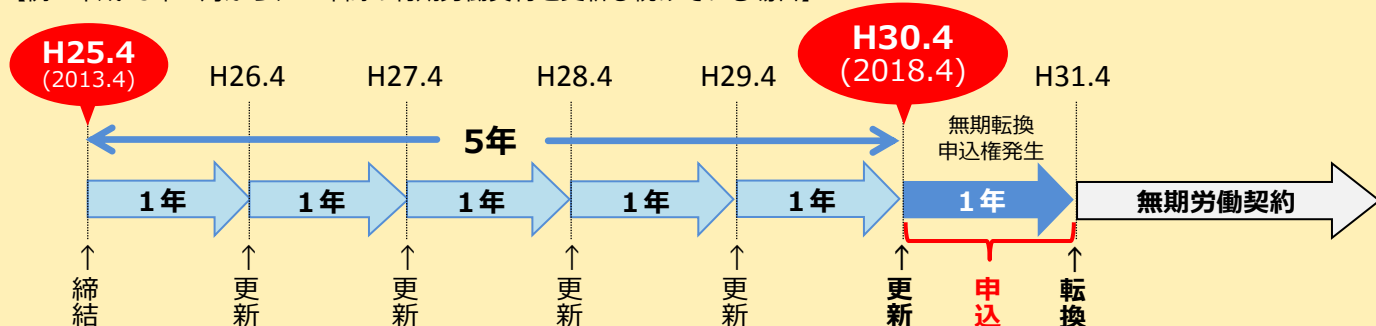 H25.4
(2013.4)
H26.4
H27.4
H28.4
H29.4
H30.4
(2018.4)
H31.4
5年
無期転換
申込権発生
1年
1年
1年
1年
1年
1年
無期労働契約
↑
締結
↑
更新
↑
更新
↑
更新
↑
更新
↑
更新
申込
↑
転換